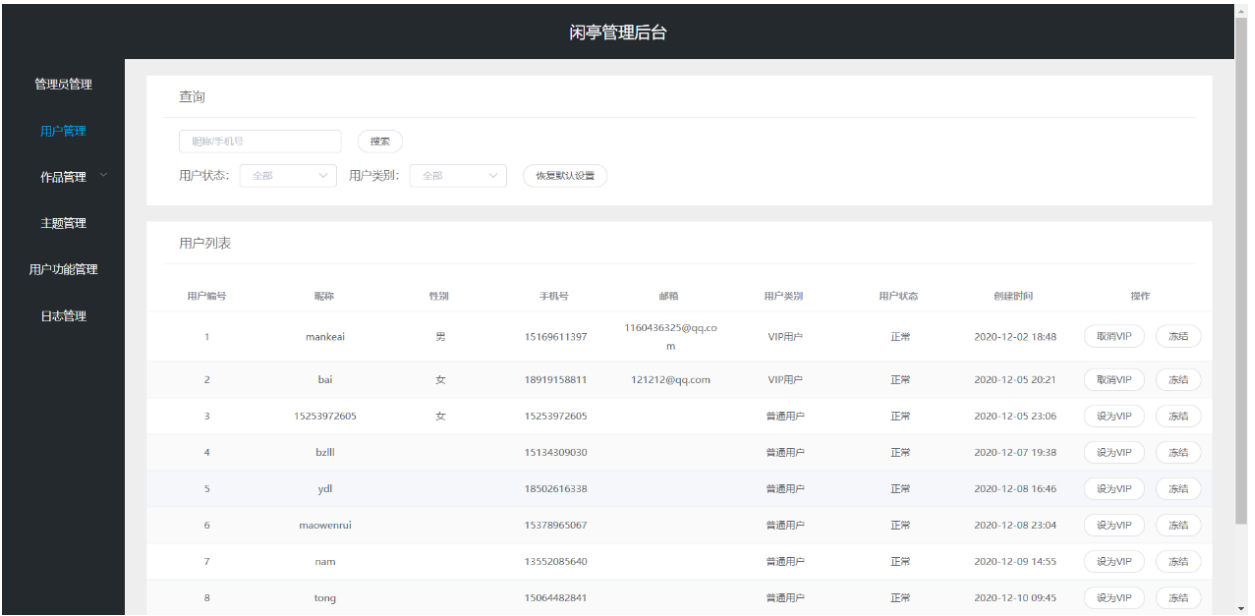 闲亭管理后台
管理员管理
用户管理
作品管理
主题管理
用户功能管理
日志管理
查询
昵称/手机号 搜索
用户状态: 全部 用户类别: 全部 恢复默认设置
用户列表
用户编号 昵称 性别 手机号 邮箱 用户类别 用户状态 创建时间 操作
1 mankeai 男 15169611397 1160436325@qq.co VIP用户 正常 2020-12-02 18:48 取消VIP 冻结
m
2 bai 女 18919158811 121212@qq.com VIP用户 正常 2020-12-05 20:21 取消VIP 冻结
3 15253972605 女 15253972605 普通用户 正常 2020-12-05 23:06 设为VIP 冻结
4 bzlll 15134309030 普通用户 正常 2020-12-07 19:38 设为VIP 冻结
5 ydl 18502616338 普通用户 正常 2020-12-08 16:46 设为VIP 冻结
6 maowenrui 15378965067 普通用户 正常 2020-12-08 23:04 设为VIP 冻结
7 nam 13552085640 普通用户 正常 2020-12-09 14:55 设为VIP 冻结
8 tong 15064482841 普通用户 正常 2020-12-10 09:45 设为VIP 冻结